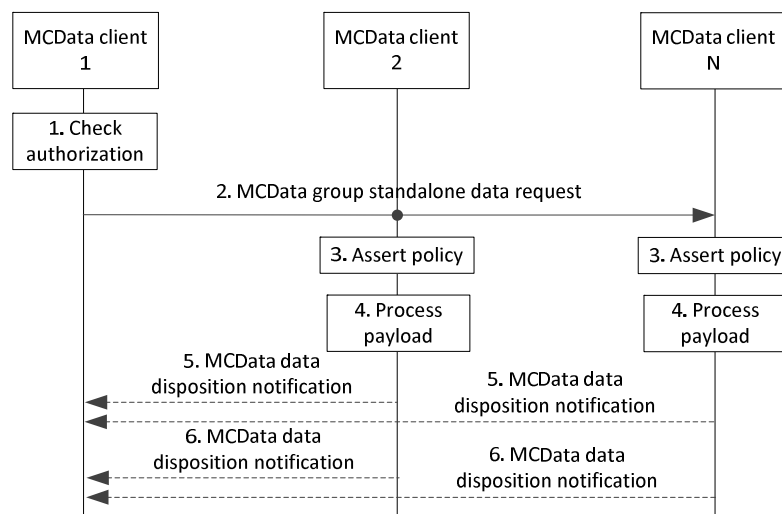 MCData client
1
MCData client
2
MCData client
N
1. Check
authorization
2. MCData group standalone data request
3. Assert policy
3. Assert policy
4. Process
payload
4. Process
payload
5. MCData data
disposition notification
5. MCData data
disposition notification
6. MCData data
disposition notification
6. MCData data
disposition notification